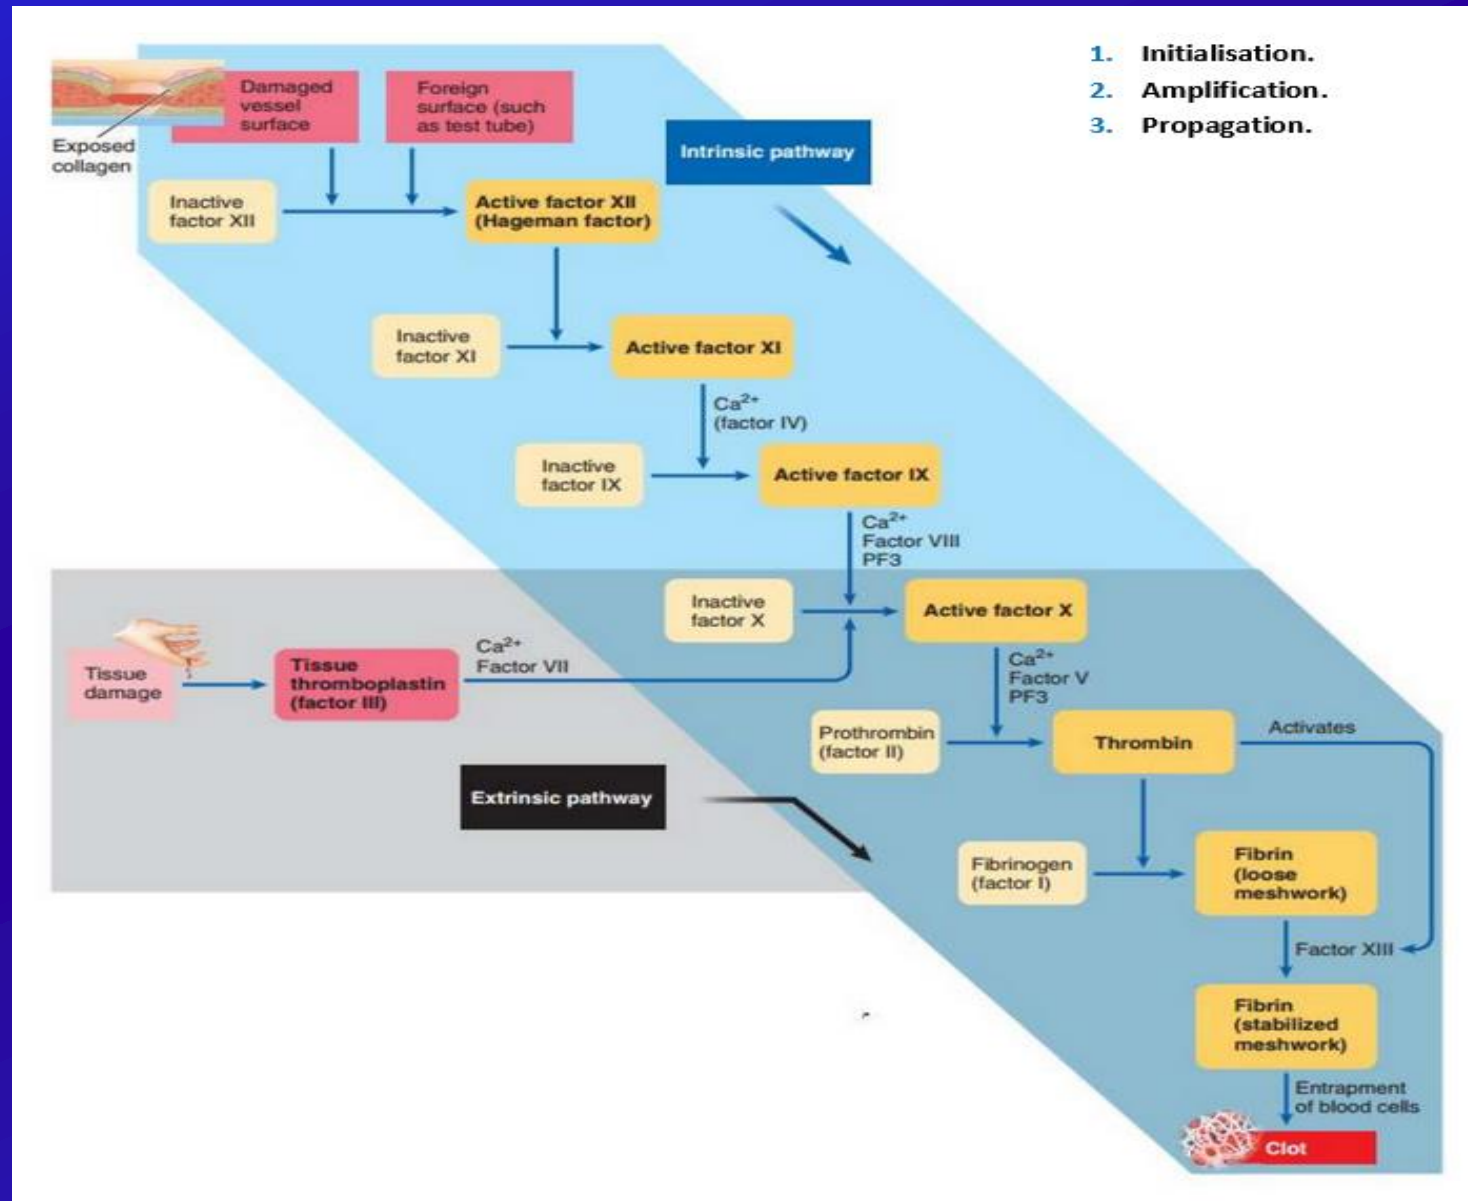 1. Initialisation.
2. Amplification.
3. Propagation.
Damaged
vessel
surface
Foreign
surface (such
as test tube)
Exposed
collagen
Intrinsic pathway
Inactive
factor XII
Active factor XII
(Hageman factor)
Inactive
factor XI
Active factor XI
Ca²⁺
(factor IV)
Inactive
factor IX
Active factor IX
Ca²⁺
Factor VIII
PF3
Inactive
factor X
Active factor X
Tissue
damage
Tissue
thromboplastin
(factor III)
Ca²⁺
Factor VII
Ca²⁺
Factor V
PF3
Prothrombin
(factor II)
Thrombin
Activates
Extrinsic pathway
Fibrinogen
(factor I)
Fibrin
(loose
meshwork)
Factor XIII
Fibrin
(stabilized
meshwork)
Entrapment
of blood cells
Clot